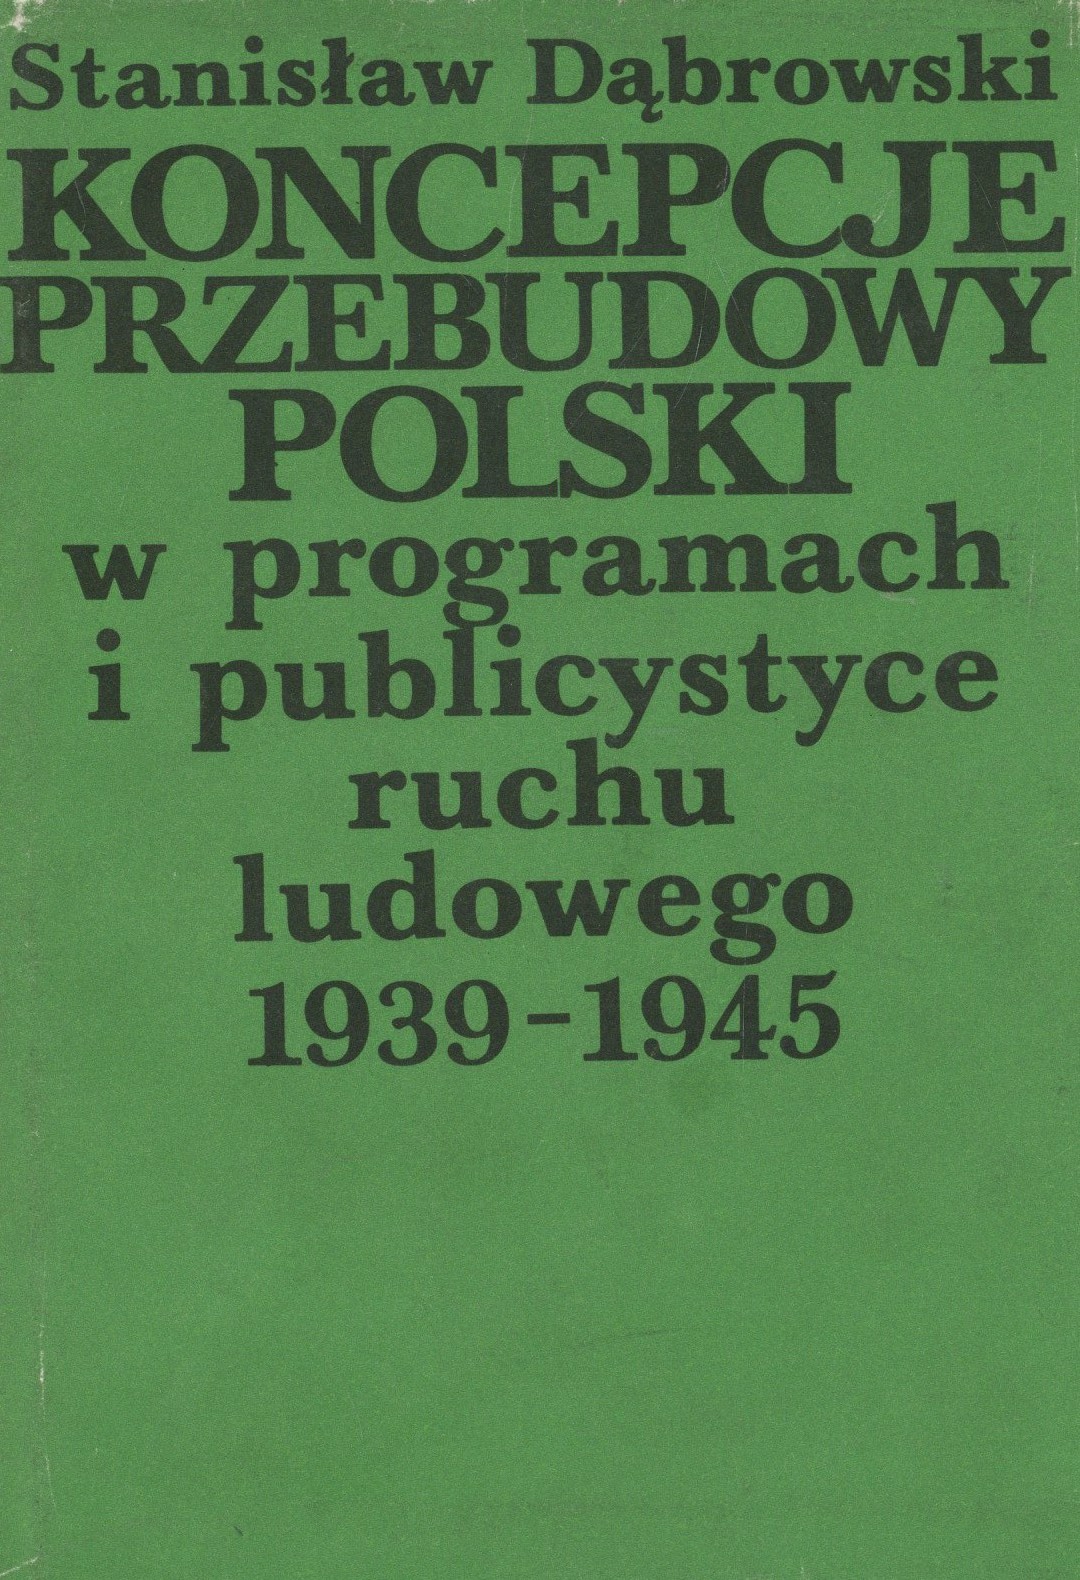 Stanisław Dąbrowski
KONCEPCJE
PRZEBUDOWY
POLSKI
w programach
i publicystyce
ruchu
ludowego
1939-1945